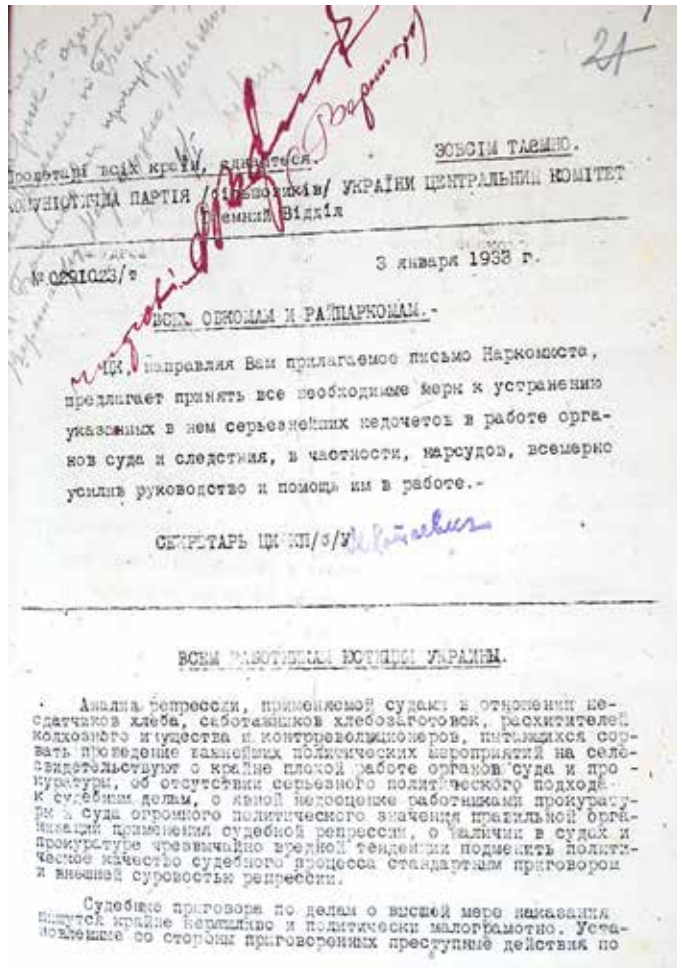 21
ЗОВСІМ ТАЄМНО.
Пролетарі всіх країн, єднайтеся.
КОМУНІСТИЧНА ПАРТІЯ /більшовиків/ УКРАЇНИ ЦЕНТРАЛЬНИЙ КОМІТЕТ
Таемний Відділ
№ 0291023/т
3 января 1933 г.
ВСЕМ ОБКОМАМ И РАЙПАРКОМАМ.-
ЦК, направляя Вам прилагаемое письмо Наркомюста,
предлагает принять все необходимые меры к устранению
указанных в нем серьезнейших недочетов в работе орга-
нов суда и следствия, в частности, нарсудов, всемерно
усилив руководство и помощь им в работе.-
СЕКРЕТАРЬ ЦК КП/б/У
ВСЕМ РАБОТНИКАМ ЮСТИЦИИ УКРАИНЫ.
Анализ репрессии, применяемой судами в отношении не-
сдатчиков хлеба, саботажников хлебозаготовок, расхитителей
колхозного имущества и контрреволюционеров, пытающихся сор-
вать проведение важнейших политических мероприятий на селе
свидетельствуют о крайне плохой работе органов суда и про -
куратуры, об отсутствии серьезного политического подхода
к судебным делам, о явной недооценке работниками прокурату-
ры и суда огромного политического значения правильной орга-
низации применения судебной репрессии, о наличии в судах и
прокуратуре чрезвычайно вредной тенденции подменить полити-
ческое качество судебного процесса стандартным приговором
и внешней суровостью репрессии.
Судебные приговора по делам о высшей мере наказания
пишутся крайне неряшливо и политически малограмотно. Уста-
новленные со стороны приговоренных преступные действия по